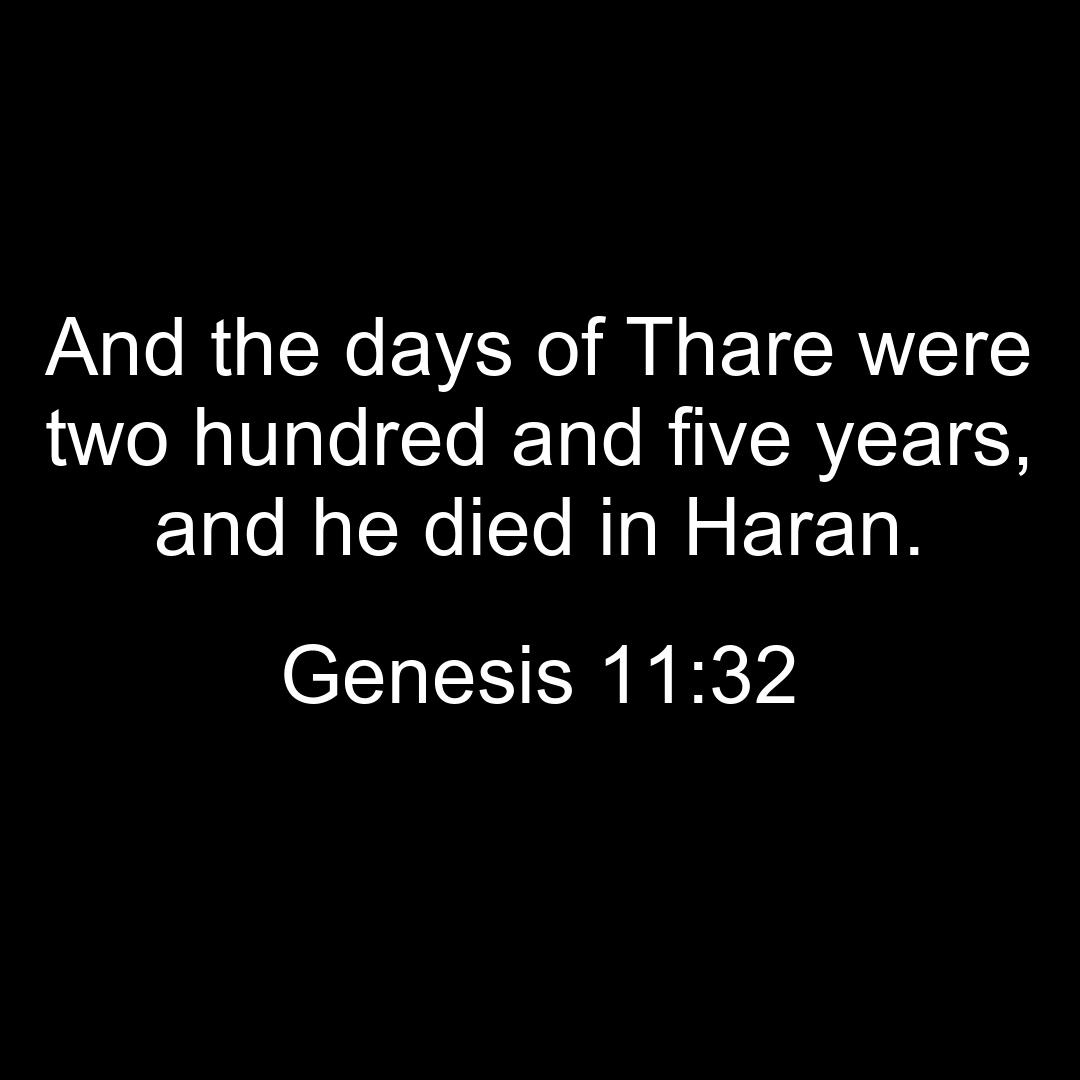 And the days of Thare were
two hundred and five years,
and he died in Haran.
Genesis 11:32